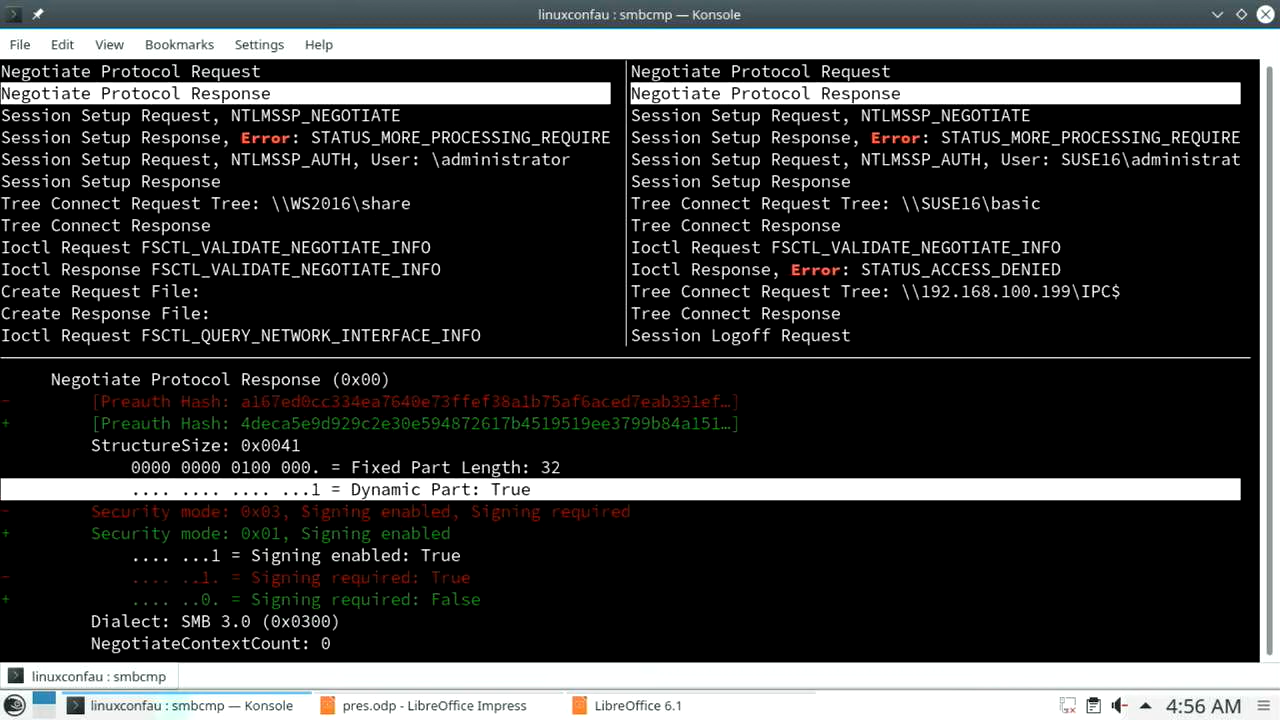 linuxconfau : smbcmp — Konsole
File Edit View Bookmarks Settings Help
Negotiate Protocol Request
Negotiate Protocol Response
Session Setup Request, NTLMSSP_NEGOTIATE
Session Setup Response, Error: STATUS_MORE_PROCESSING_REQUIRE
Session Setup Request, NTLMSSP_AUTH, User: \administrator
Session Setup Response
Tree Connect Request Tree: \\WS2016\share
Tree Connect Response
Ioctl Request FSCTL_VALIDATE_NEGOTIATE_INFO
Ioctl Response FSCTL_VALIDATE_NEGOTIATE_INFO
Create Request File:
Create Response File:
Ioctl Request FSCTL_QUERY_NETWORK_INTERFACE_INFO
Negotiate Protocol Request
Negotiate Protocol Response
Session Setup Request, NTLMSSP_NEGOTIATE
Session Setup Response, Error: STATUS_MORE_PROCESSING_REQUIRE
Session Setup Request, NTLMSSP_AUTH, User: SUSE16\administrat
Session Setup Response
Tree Connect Request Tree: \\SUSE16\basic
Tree Connect Response
Ioctl Request FSCTL_VALIDATE_NEGOTIATE_INFO
Ioctl Response, Error: STATUS_ACCESS_DENIED
Tree Connect Request Tree: \\192.168.100.199\IPC$
Tree Connect Response
Session Logoff Request
Negotiate Protocol Response (0x00)
- [Preauth Hash: a167ed0cc334ea7640e73ffef38a1b75af6aced7eab391ef…]
+ [Preauth Hash: 4deca5e9d929c2e30e594872617b4519519ee3799b84a151…]
StructureSize: 0x0041
0000 0000 0100 000. = Fixed Part Length: 32
.... .... .... ...1 = Dynamic Part: True
- Security mode: 0x03, Signing enabled, Signing required
+ Security mode: 0x01, Signing enabled
.... ...1 = Signing enabled: True
- .... ..1. = Signing required: True
+ .... ..0. = Signing required: False
Dialect: SMB 3.0 (0x0300)
NegotiateContextCount: 0
linuxconfau : smbcmp
linuxconfau : smbcmp — Konsole
pres.odp - LibreOffice Impress
LibreOffice 6.1
4:56 AM